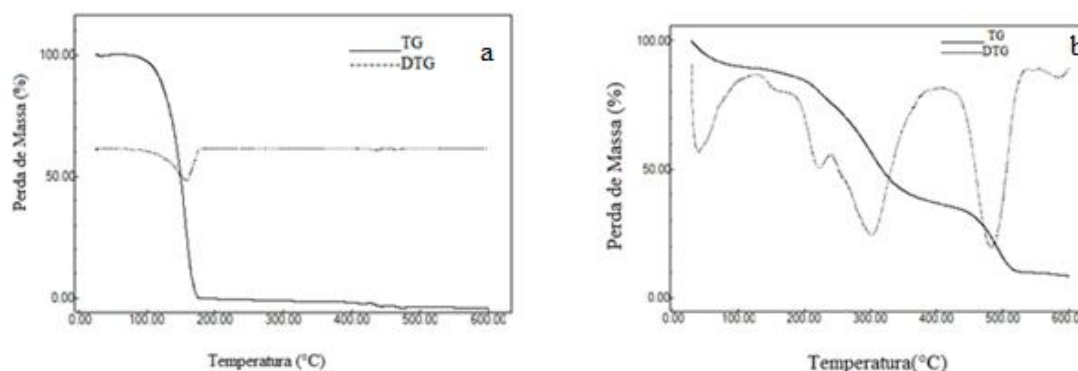 TG
DTG
a
100.00
50.00
0.00
Perda de Massa (%)
0.00 100.00 200.00 300.00 400.00 500.00 600.00
Temperatura (°C)
TG
DTG
b
100.00
50.00
0.00
Perda de Massa (%)
0.00 100.00 200.00 300.00 400.00 500.00 600.0
Temperatura(°C)